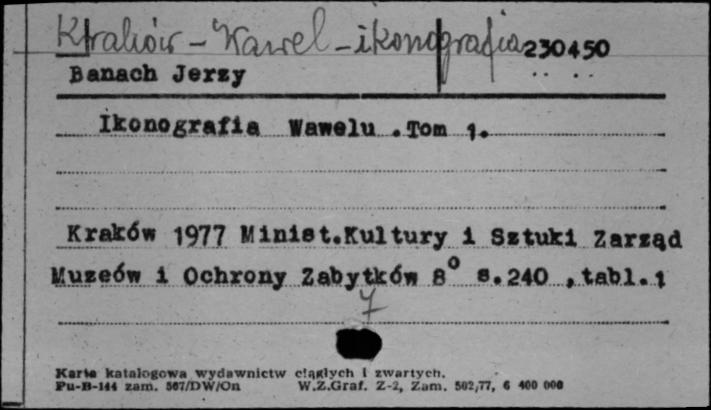 Kraków - Wawel - ikonografia 230450
Banach Jerzy
Ikonografia Wawelu . Tom 1.
Kraków 1977 Minist.Kultury i Sztuki Zarząd
Muzeów i Ochrony Zabytków 8° s.240 , tabl.1
7
Karta katalogowa wydawnictw ciągłych i zwartych.
Pu-B-144 zam. 567/DW/On W.Z.Graf. Z-2, Zam. 502,77, 6 400 000